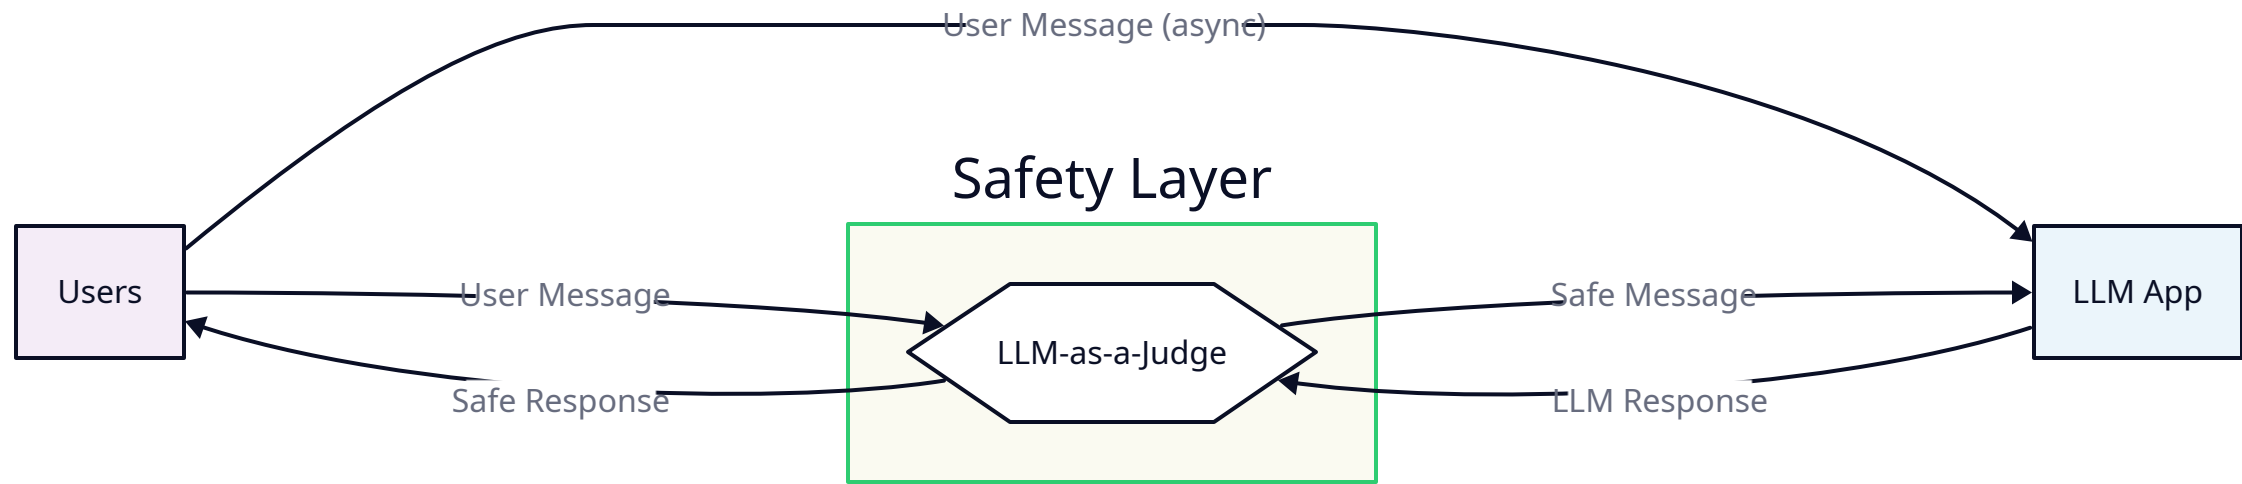 User Message (async)
Safety Layer
Users
User Message
Safe Message
LLM App
LLM-as-a-Judge
Safe Response
LLM Response